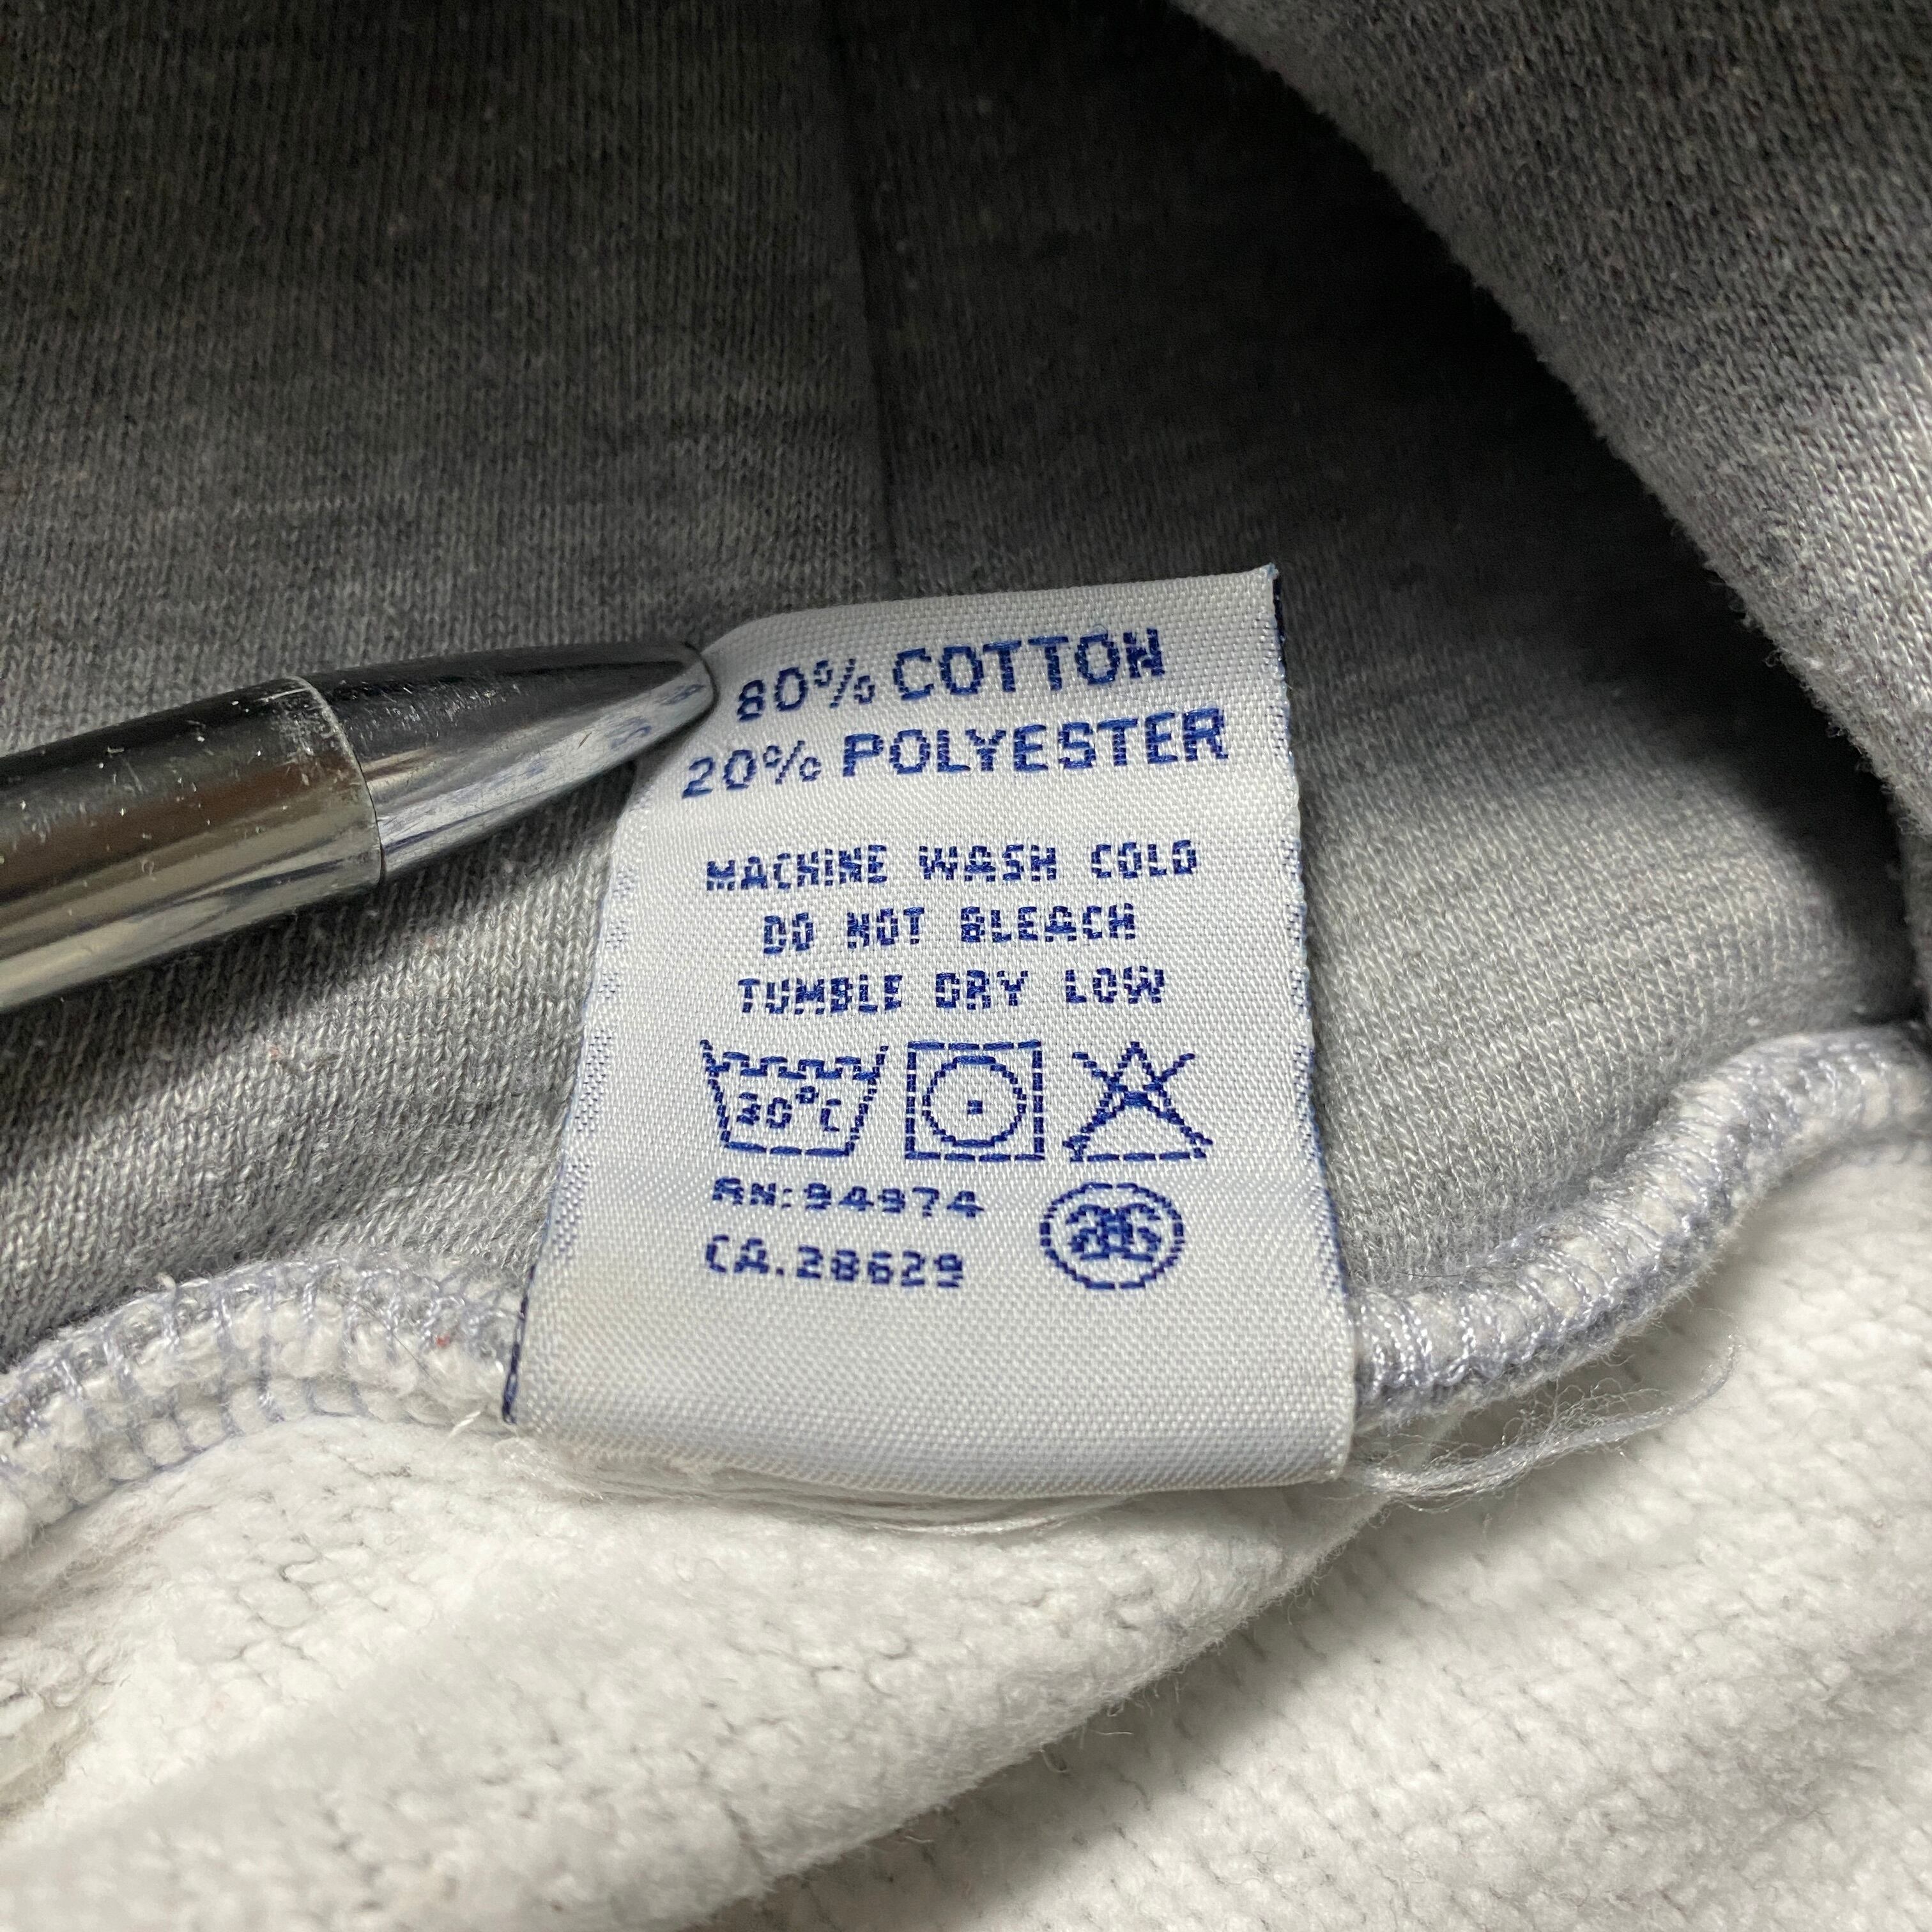 80% COTTON
20% POLYESTER
MACHINE WASH COLD
DO NOT BLEACH
TUMBLE DRY LOW
30°C
RN:94974
CA.28629